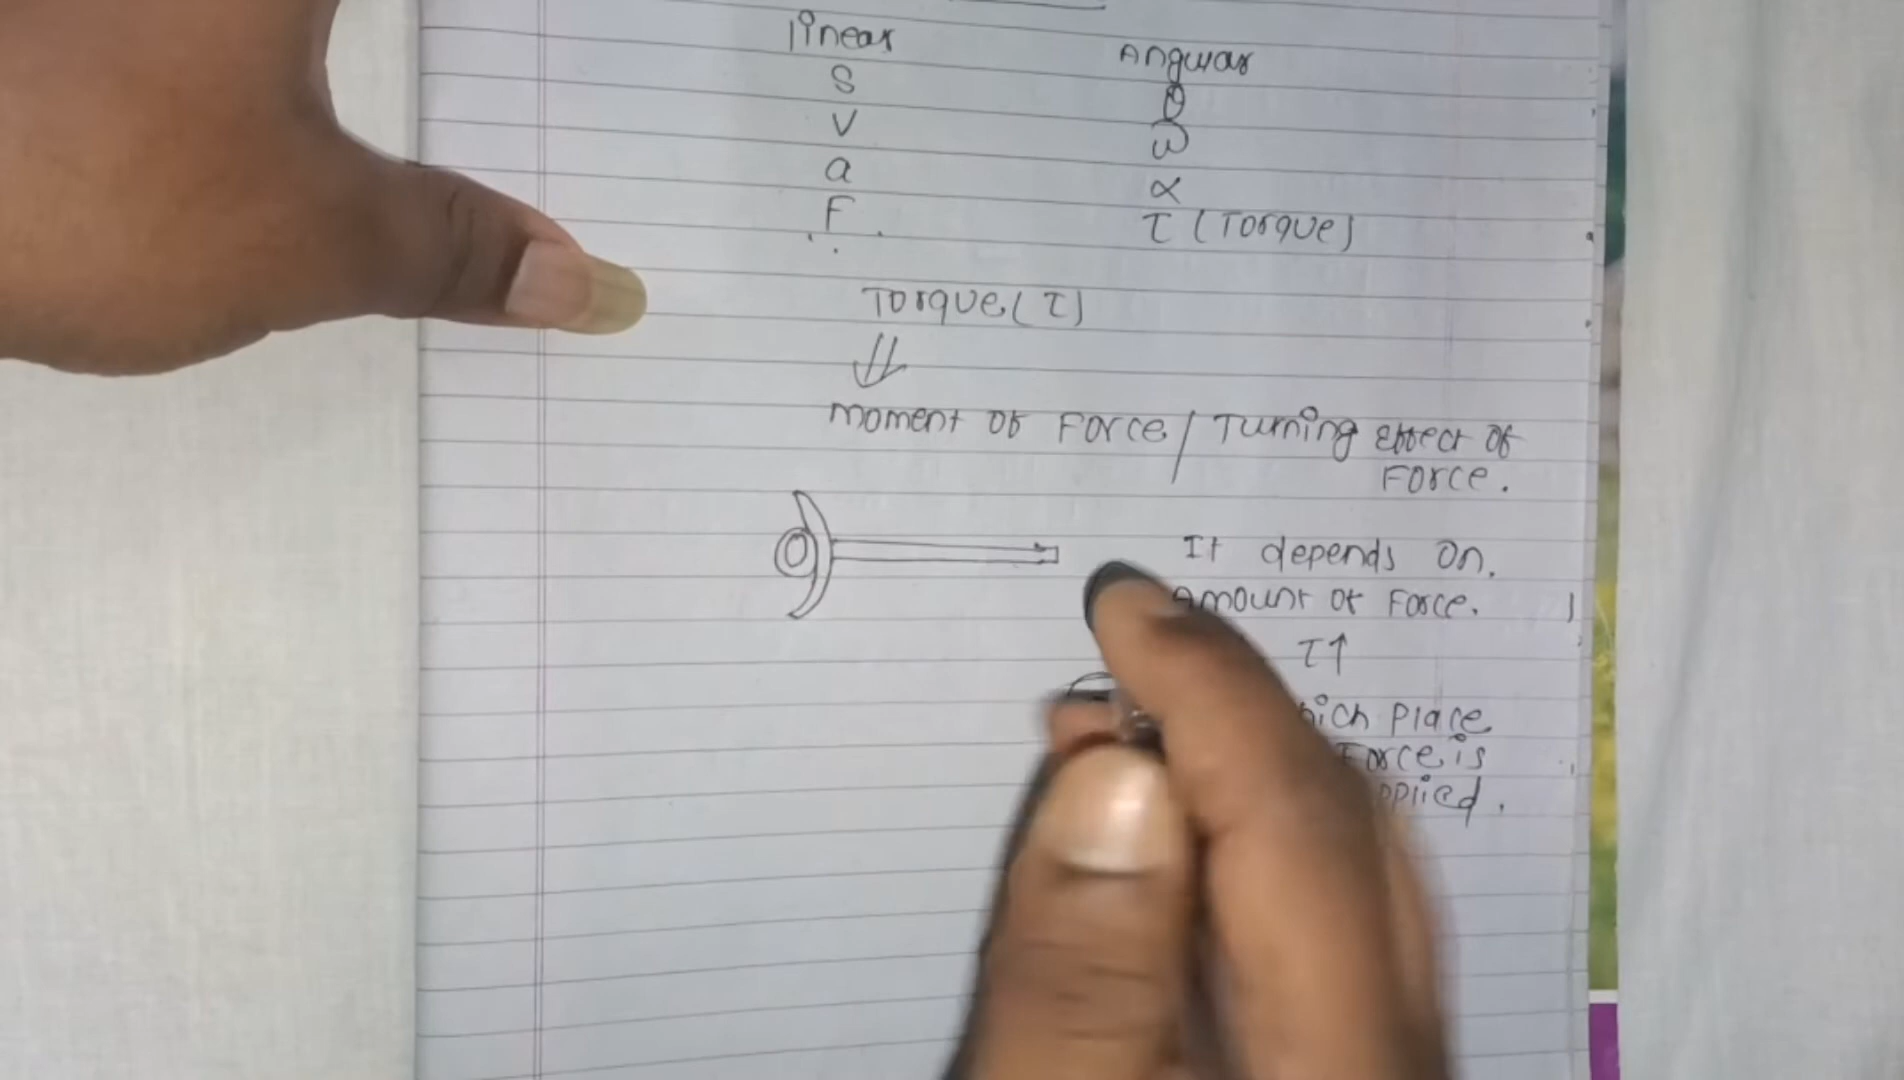 linear Angular
S θ
V ω
a α
F τ (Torque)
Torque (τ)
⇓
Moment of Force / Turning Effect of
Force.
It depends on.
Amount of Force.
τ↑
Place
Force is